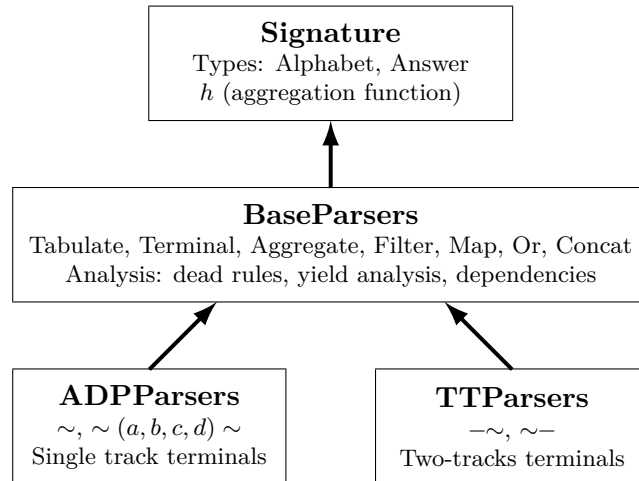 Signature
Types: Alphabet, Answer
h (aggregation function)
BaseParsers
Tabulate, Terminal, Aggregate, Filter, Map, Or, Concat
Analysis: dead rules, yield analysis, dependencies
ADPParsers
∼, ∼ (a, b, c, d) ∼
Single track terminals
TTParsers
−∼, ∼−
Two-tracks terminals